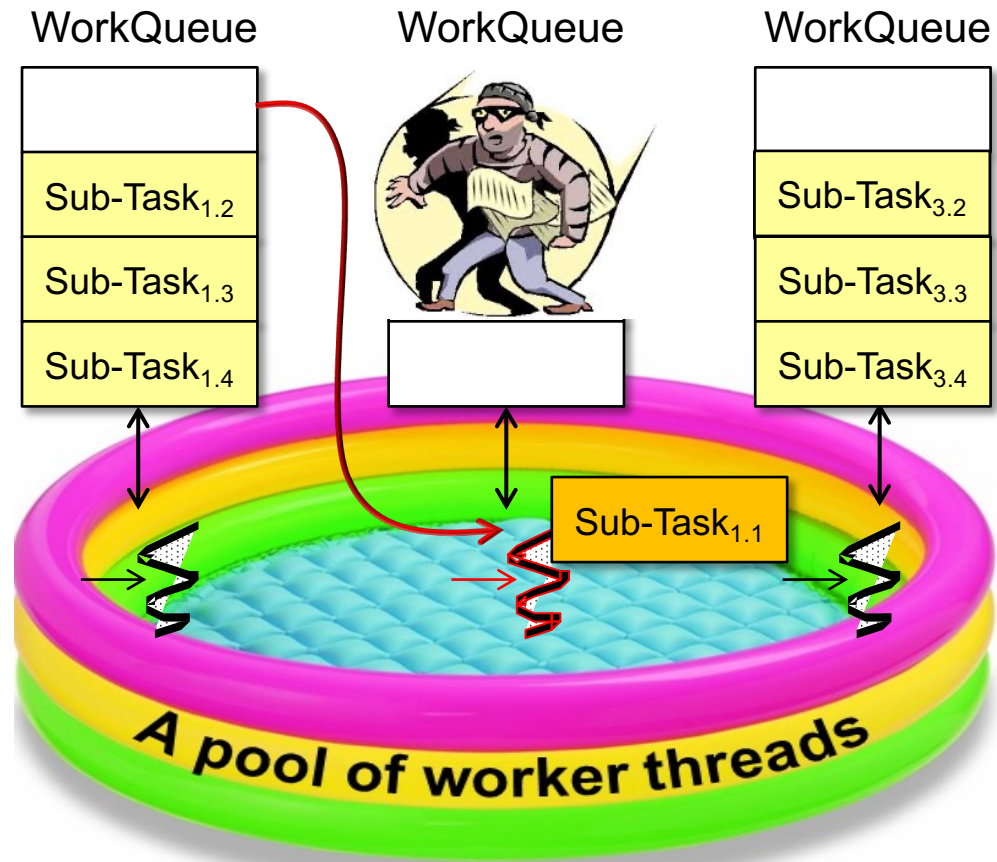 WorkQueue WorkQueue WorkQueue
Sub-Task1.2 Sub-Task3.2
Sub-Task1.3 Sub-Task3.3
Sub-Task1.4 Sub-Task3.4
Sub-Task1.1
A pool of worker threads